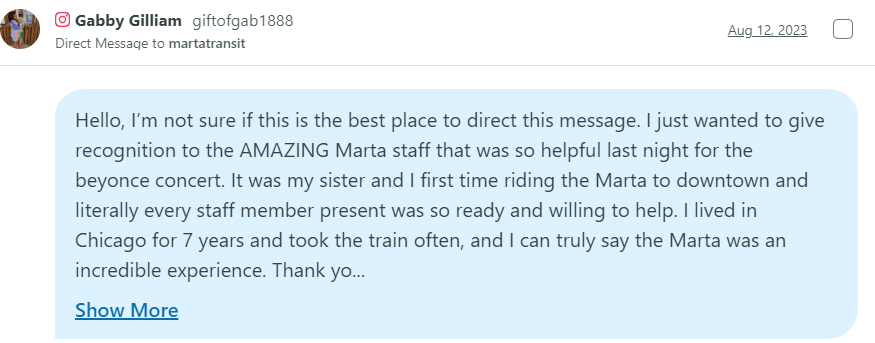 Gabby Gilliam giftofgab1888
Aug 12, 2023
Direct Message to martatransit
Hello, I'm not sure if this is the best place to direct this message. I just wanted to give
recognition to the AMAZING Marta staff that was so helpful last night for the
beyonce concert. It was my sister and I first time riding the Marta to downtown and
literally every staff member present was so ready and willing to help. I lived in
Chicago for 7 years and took the train often, and I can truly say the Marta was an
incredible experience. Thank yo...
Show More